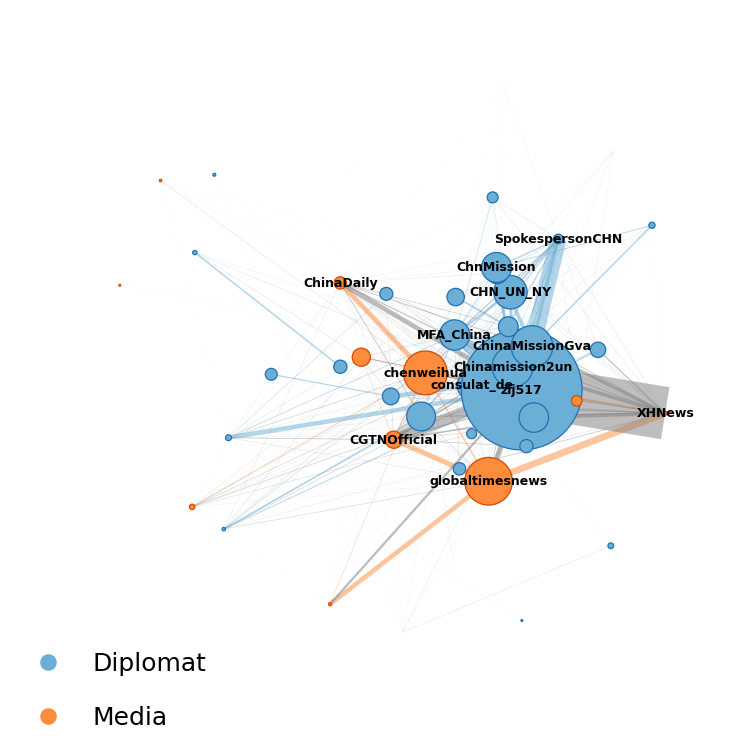 SpokespersonCHN
ChnMission
ChinaDaily
CHN_UN_NY
MFA_China
ChinaMissionGva
Chinamission2un
chenweihua
consulat_de
zlj517
XHNews
CGTNOfficial
globaltimesnews
Diplomat
Media